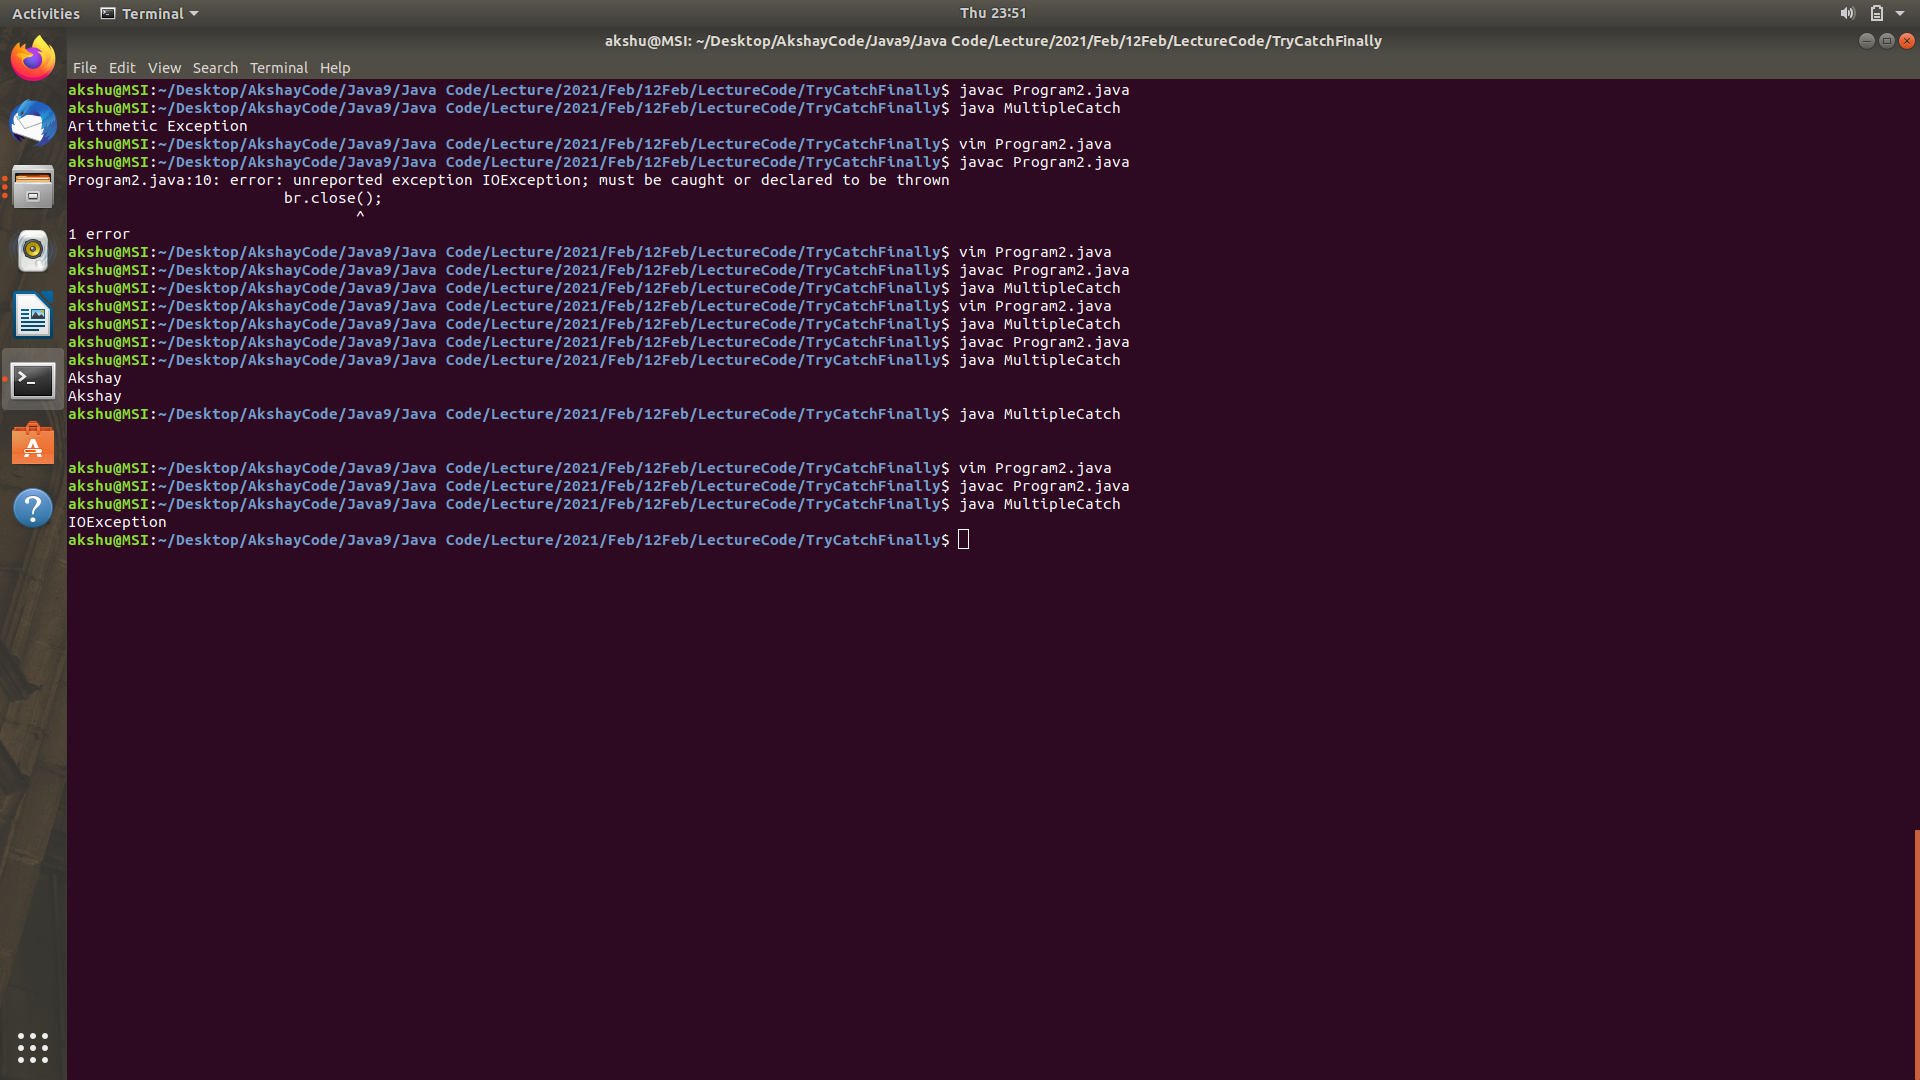 Activities Terminal Thu 23:51
akshu@MSI: ~/Desktop/AkshayCode/Java9/Java Code/Lecture/2021/Feb/12Feb/LectureCode/TryCatchFinally
File Edit View Search Terminal Help
akshu@MSI:~/Desktop/AkshayCode/Java9/Java Code/Lecture/2021/Feb/12Feb/LectureCode/TryCatchFinally$ javac Program2.java
akshu@MSI:~/Desktop/AkshayCode/Java9/Java Code/Lecture/2021/Feb/12Feb/LectureCode/TryCatchFinally$ java MultipleCatch
Arithmetic Exception
akshu@MSI:~/Desktop/AkshayCode/Java9/Java Code/Lecture/2021/Feb/12Feb/LectureCode/TryCatchFinally$ vim Program2.java
akshu@MSI:~/Desktop/AkshayCode/Java9/Java Code/Lecture/2021/Feb/12Feb/LectureCode/TryCatchFinally$ javac Program2.java
Program2.java:10: error: unreported exception IOException; must be caught or declared to be thrown
br.close();
^
1 error
akshu@MSI:~/Desktop/AkshayCode/Java9/Java Code/Lecture/2021/Feb/12Feb/LectureCode/TryCatchFinally$ vim Program2.java
akshu@MSI:~/Desktop/AkshayCode/Java9/Java Code/Lecture/2021/Feb/12Feb/LectureCode/TryCatchFinally$ javac Program2.java
akshu@MSI:~/Desktop/AkshayCode/Java9/Java Code/Lecture/2021/Feb/12Feb/LectureCode/TryCatchFinally$ java MultipleCatch
akshu@MSI:~/Desktop/AkshayCode/Java9/Java Code/Lecture/2021/Feb/12Feb/LectureCode/TryCatchFinally$ vim Program2.java
akshu@MSI:~/Desktop/AkshayCode/Java9/Java Code/Lecture/2021/Feb/12Feb/LectureCode/TryCatchFinally$ java MultipleCatch
akshu@MSI:~/Desktop/AkshayCode/Java9/Java Code/Lecture/2021/Feb/12Feb/LectureCode/TryCatchFinally$ javac Program2.java
akshu@MSI:~/Desktop/AkshayCode/Java9/Java Code/Lecture/2021/Feb/12Feb/LectureCode/TryCatchFinally$ java MultipleCatch
Akshay
Akshay
akshu@MSI:~/Desktop/AkshayCode/Java9/Java Code/Lecture/2021/Feb/12Feb/LectureCode/TryCatchFinally$ java MultipleCatch
akshu@MSI:~/Desktop/AkshayCode/Java9/Java Code/Lecture/2021/Feb/12Feb/LectureCode/TryCatchFinally$ vim Program2.java
akshu@MSI:~/Desktop/AkshayCode/Java9/Java Code/Lecture/2021/Feb/12Feb/LectureCode/TryCatchFinally$ javac Program2.java
akshu@MSI:~/Desktop/AkshayCode/Java9/Java Code/Lecture/2021/Feb/12Feb/LectureCode/TryCatchFinally$ java MultipleCatch
IOException
akshu@MSI:~/Desktop/AkshayCode/Java9/Java Code/Lecture/2021/Feb/12Feb/LectureCode/TryCatchFinally$